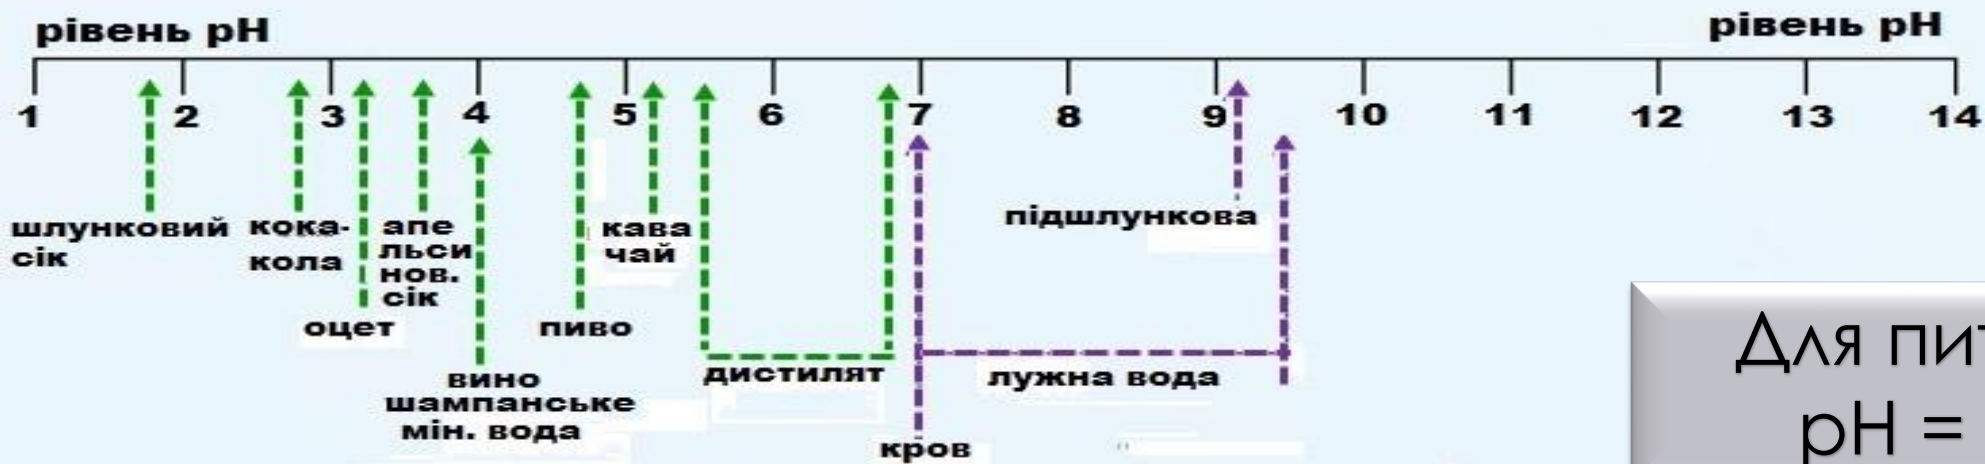 рівень pH рівень pH
1 2 3 4 5 6 7 8 9 10 11 12 13 14
шлунковий
сік
кока-
кола
оцет
апе
льси
нов.
сік
вино
шампанське
мін. вода
пиво
кава
чай
дистилят
кров
лужна вода
підшлункова
Для
pH =